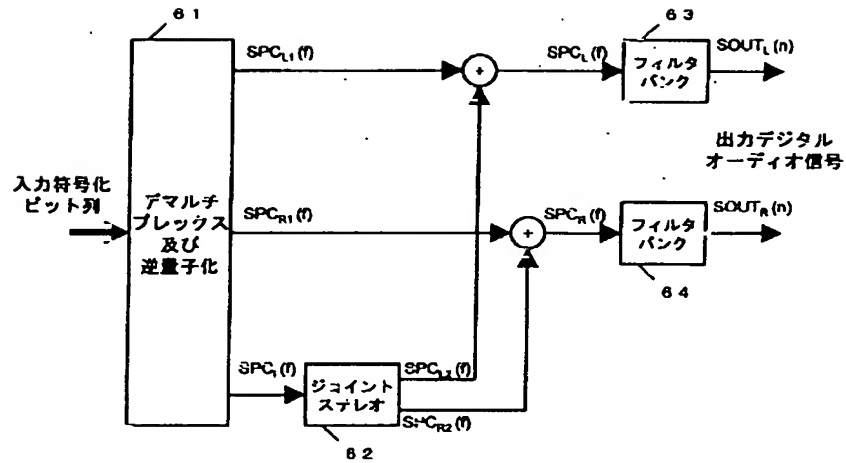 61
SPC_L1(f)
SPC_L(f)
63
フィルタ
バンク
SOUT_L(n)
出力デジタル
オーディオ信号
入力符号化
ビット列
デマルチ
プレックス
及び
逆量子化
SPC_R1(f)
SPC_R(f)
フィルタ
バンク
SOUT_R(n)
64
SPC_I(f)
ジョイント
ステレオ
SPC_L2(f)
SPC_R2(f)
62